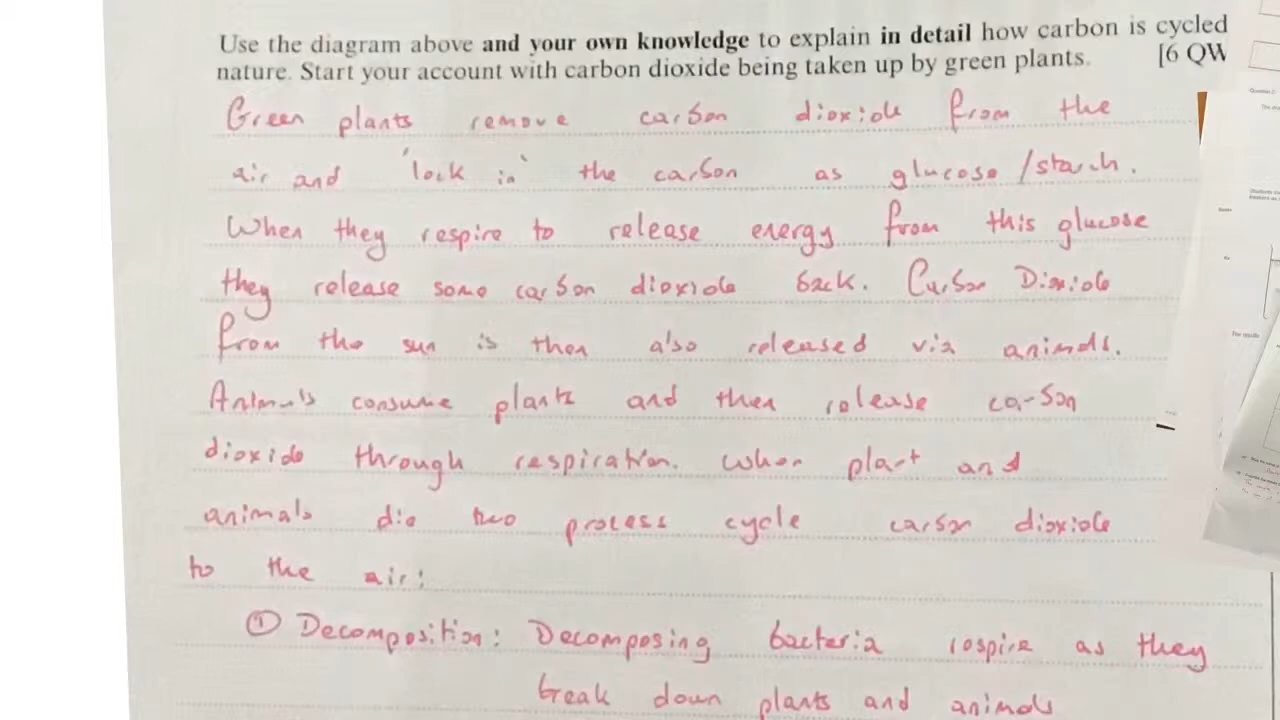 Use the diagram above and your own knowledge to explain in detail how carbon is cycled
nature. Start your account with carbon dioxide being taken up by green plants. [6 QW
Green plants remove carbon dioxide from the
air and 'lock in' the carbon as glucose /starch.
When they respire to release energy from this glucose
they release some carbon dioxide back. Carbon Dioxide
from the sun is then also released via animals.
Animals consume plants and then release carbon
dioxide through respiration. When plant and
animals die two process cycle carbon dioxide
to the air:
① Decomposition: Decomposing bacteria respire as they
break down plants and animals